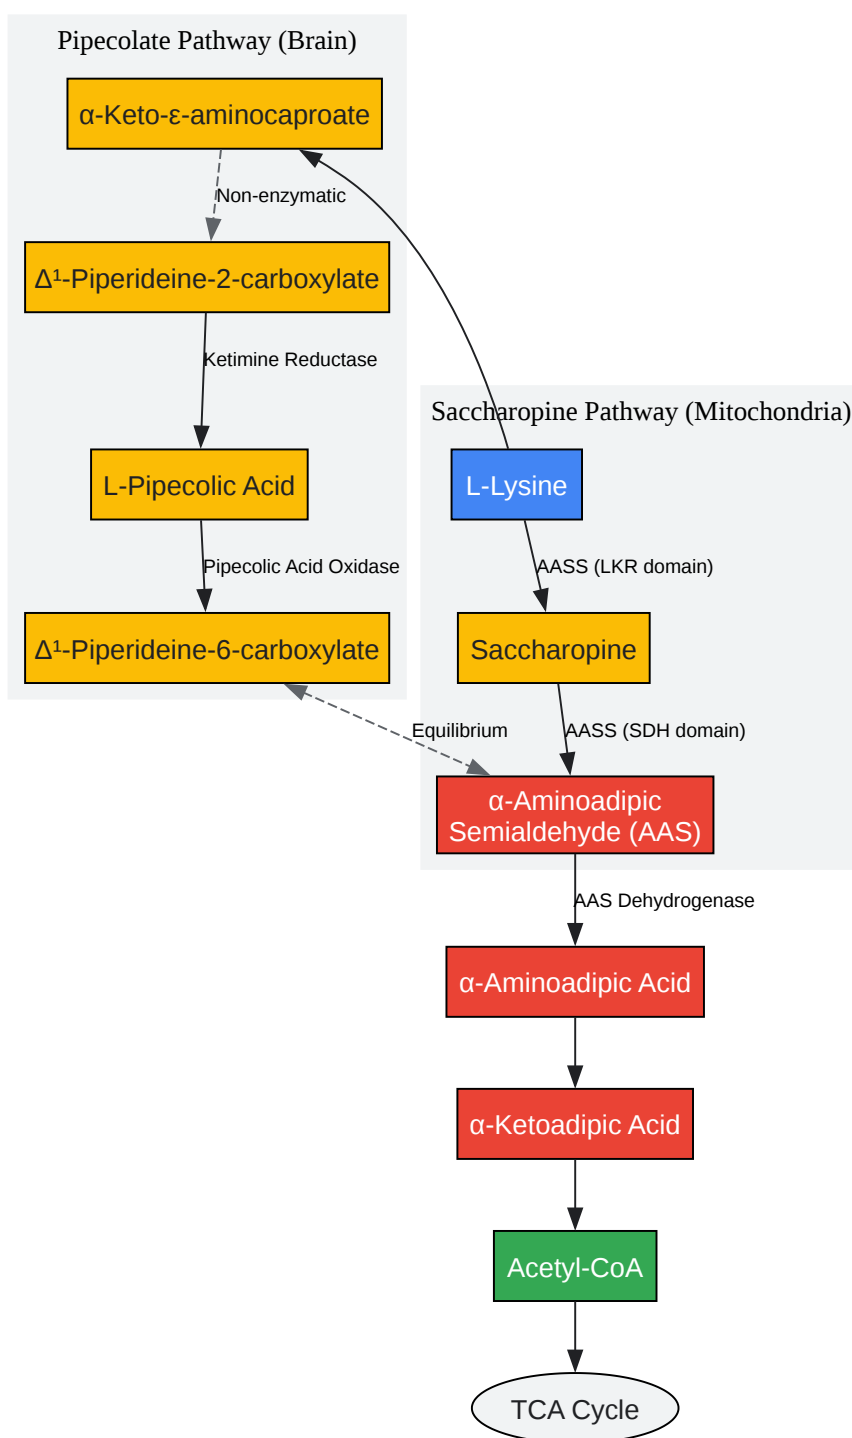 Pipecolate Pathway (Brain)
α-Keto-ε-aminocaproate
Non-enzymatic
Δ¹-Piperideine-2-carboxylate
Ketimine Reductase
L-Pipecolic Acid
Pipecolic Acid Oxidase
Δ¹-Piperideine-6-carboxylate
Saccharopine Pathway (Mitochondria)
L-Lysine
AASS (LKR domain)
Saccharopine
Equilibrium
AASS (SDH domain)
α-Aminoadipic
Semialdehyde (AAS)
AAS Dehydrogenase
α-Aminoadipic Acid
α-Ketoadipic Acid
Acetyl-CoA
TCA Cycle